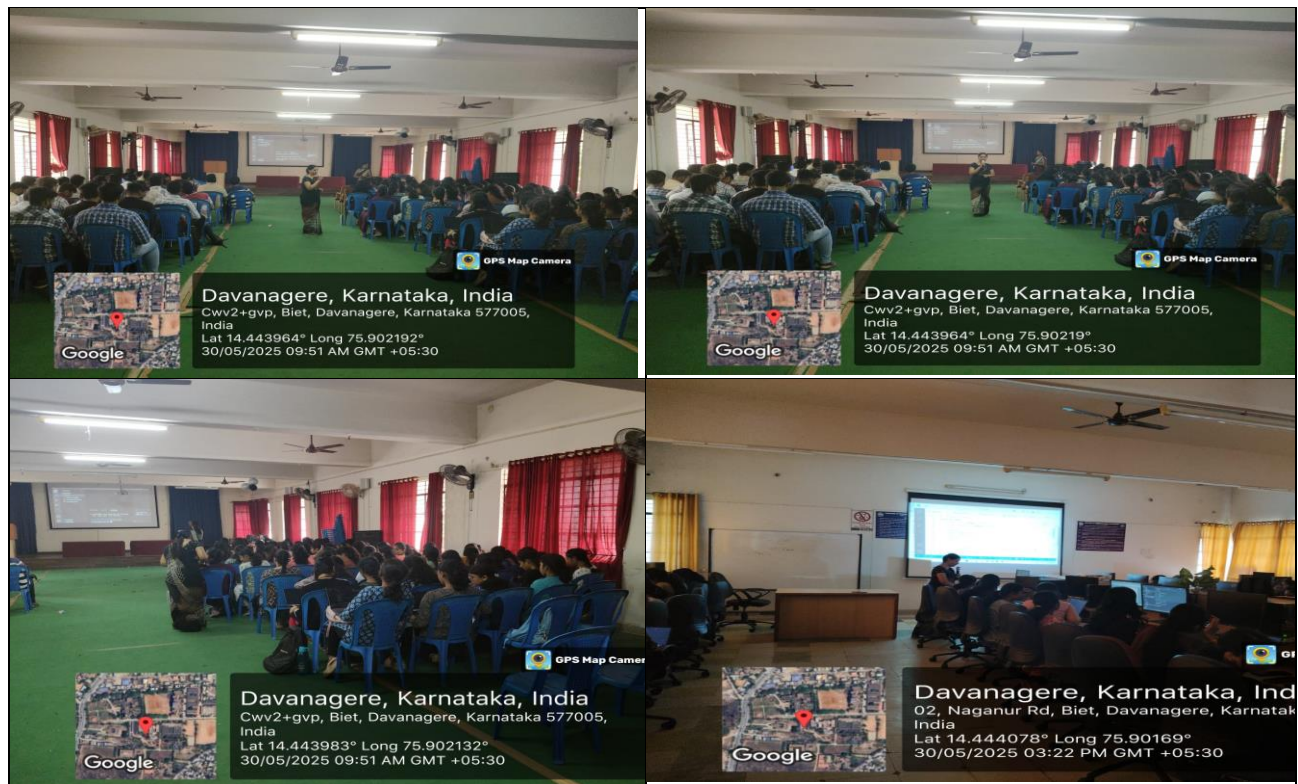 GPS Map Camera
Davanagere, Karnataka, India
Cwv2+gvp, Biet, Davanagere, Karnataka 577005,
India
Lat 14.443964° Long 75.902192°
30/05/2025 09:51 AM GMT +05:30
Google
GPS Map Camera
Davanagere, Karnataka, India
Cwv2+gvp, Biet, Davanagere, Karnataka 577005,
India
Lat 14.443964° Long 75.90219°
30/05/2025 09:51 AM GMT +05:30
Google
GPS Map Camer
Davanagere, Karnataka, India
Cwv2+gvp, Biet, Davanagere, Karnataka 577005,
India
Lat 14.443983° Long 75.902132°
30/05/2025 09:51 AM GMT +05:30
Google
Davanagere, Karnataka, Ind
02, Naganur Rd, Biet, Davanagere, Karnatak
India
Lat 14.444078° Long 75.90169°
30/05/2025 03:22 PM GMT +05:30
Google